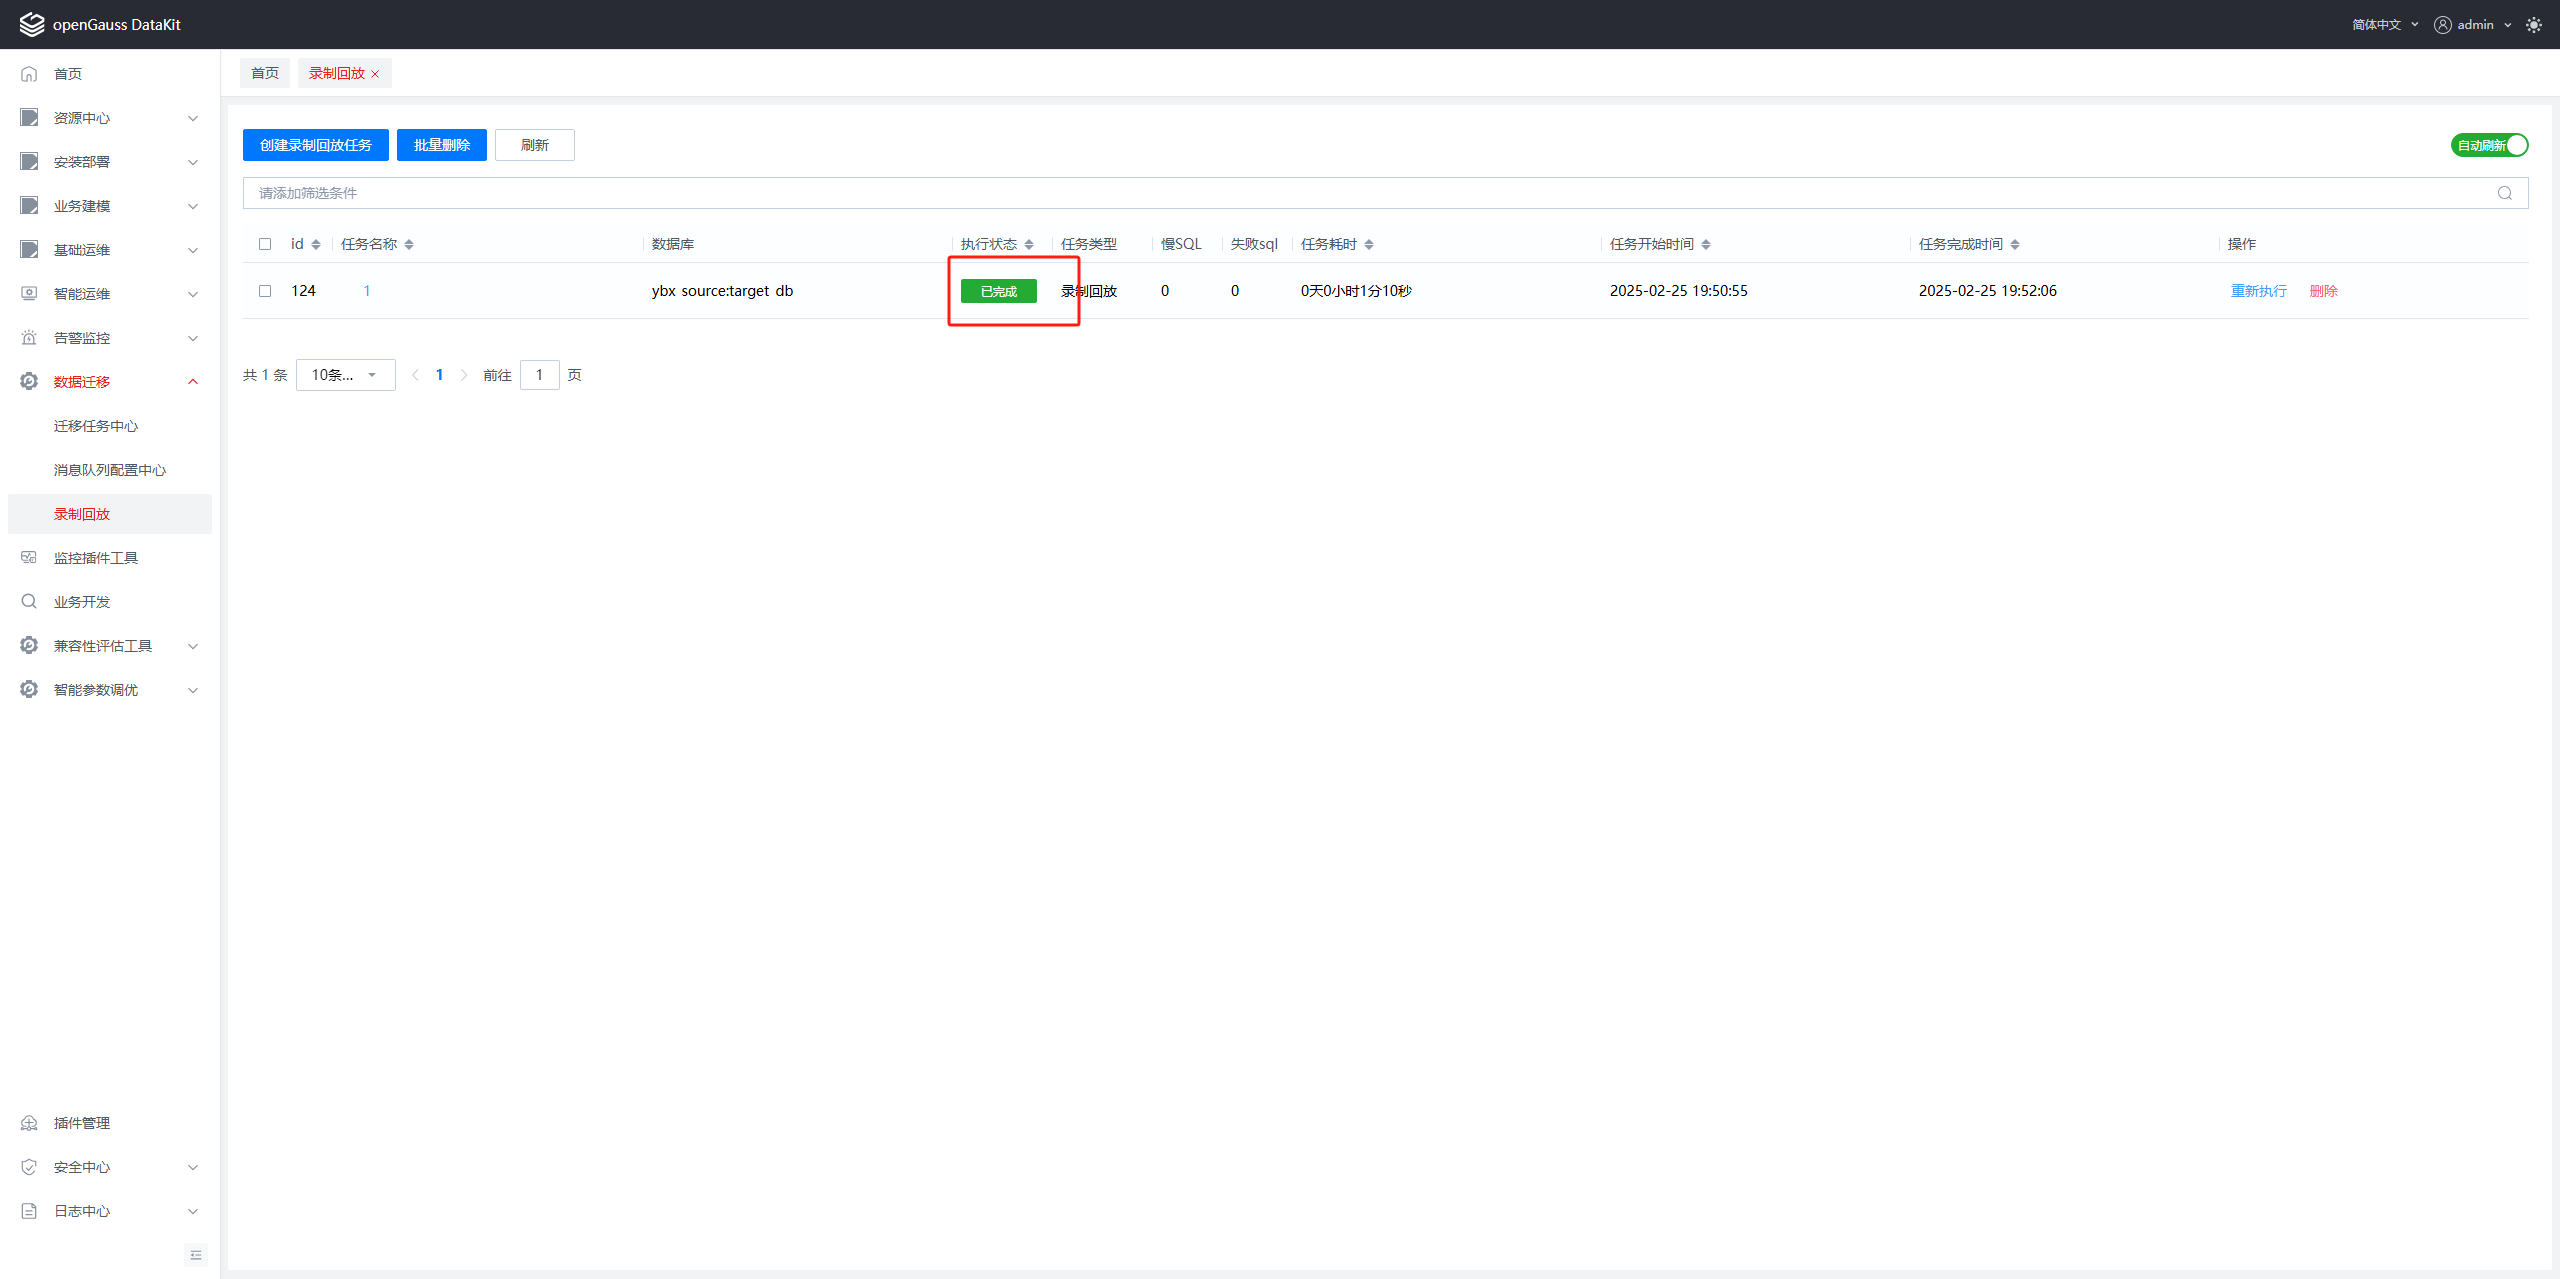 openGauss DataKit
简体中文
admin
首页
资源中心
安装部署
业务建模
基础运维
智能运维
告警监控
数据迁移
迁移任务中心
消息队列配置中心
录制回放
监控插件工具
业务开发
兼容性评估工具
智能参数调优
插件管理
安全中心
日志中心
首页 录制回放
创建录制回放任务 批量删除 刷新 自动刷新
请添加筛选条件
id 任务名称 数据库 执行状态 任务类型 慢SQL 失败sql 任务耗时 任务开始时间 任务完成时间 操作
124 1 ybx_source:target_db 已完成 录制回放 0 0 0天0小时1分10秒 2025-02-25 19:50:55 2025-02-25 19:52:06 重新执行 删除
共 1 条 10条... 1 前往 1 页